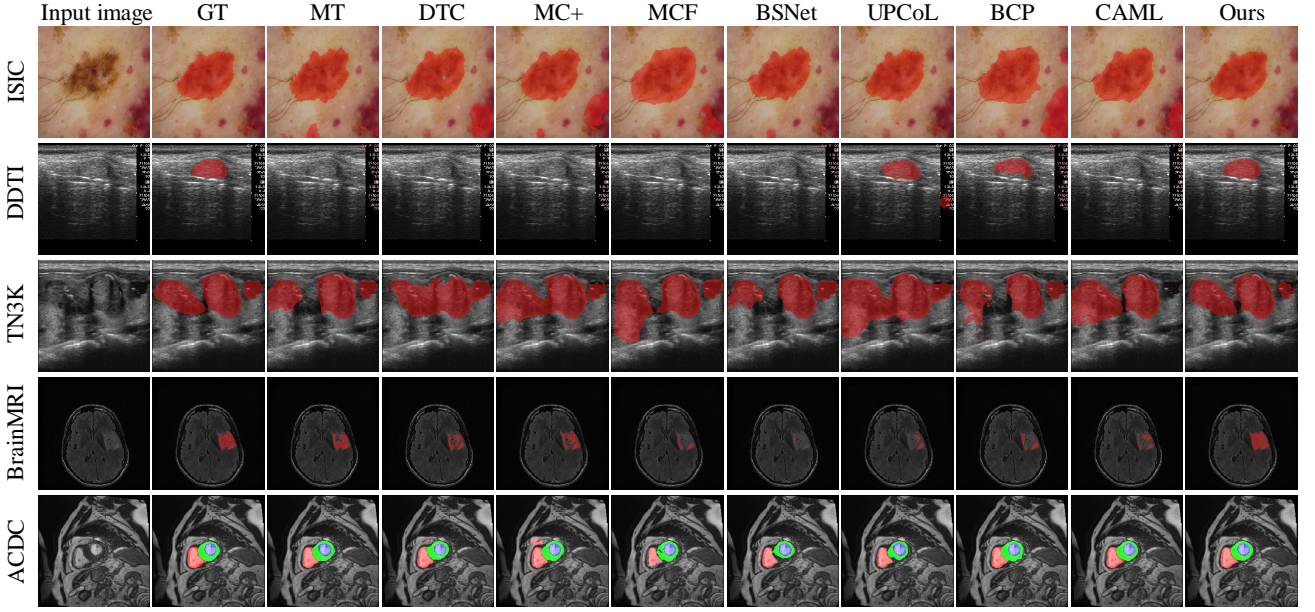 Input image GT MT DTC MC+ MCF BSNet UPCoL BCP CAML Ours
ISIC
DDTI
TN3K
BrainMRI
ACDC